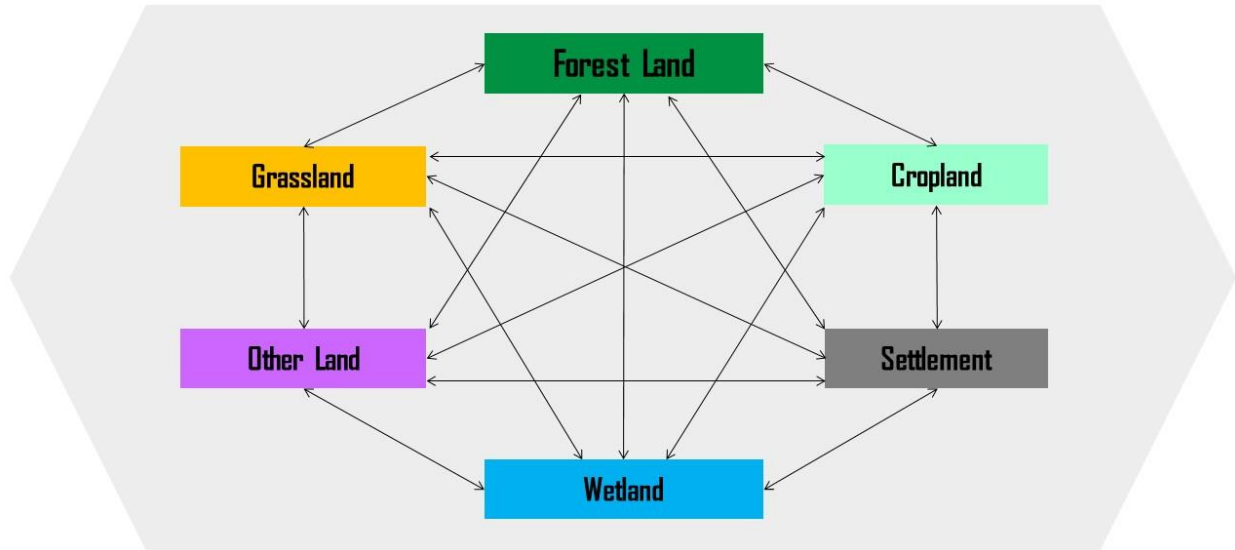 Forest Land
Grassland
Cropland
Other Land
Settlement
Wetland